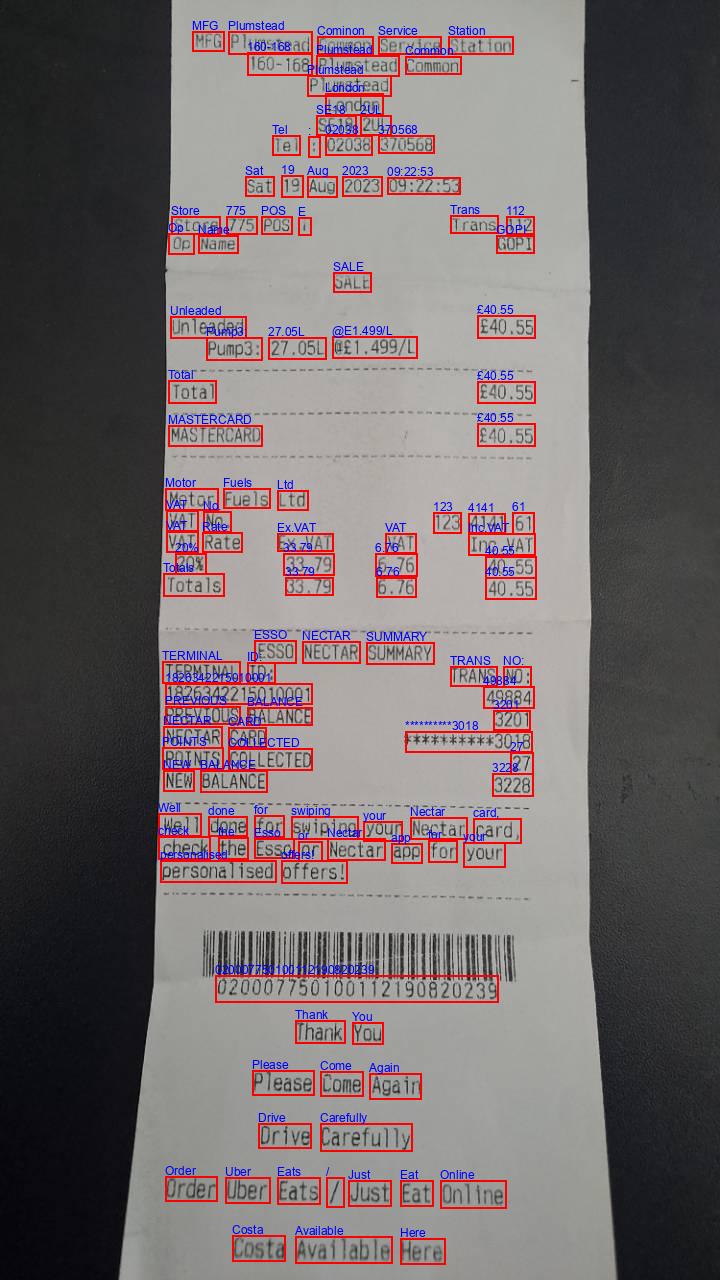 MFG Plumstead Common Service Station
160-168 Plumstead Common
Plumstead
London
SE18 2UL
Tel : 02038 370568
Sat 19 Aug 2023 09:22:53
Store 775 POS 1 Trans 112
Op Name GOPI
SALE
Unleaded £40.55
Pump3: 27.05L @£1.499/L
Total £40.55
MASTERCARD £40.55
Motor Fuels Ltd
VAT No. 123 4141 61
VAT Rate Ex.VAT VAT Inc.VAT
20% 33.79 6.76 40.55
Totals 33.79 6.76 40.55
ESSO NECTAR SUMMARY
TERMINAL ID: TRANS NO:
1826342215010001 49884
PREVIOUS BALANCE 3201
NECTAR CARD **********3018
POINTS COLLECTED 27
NEW BALANCE 3228
Well done for swiping your Nectar card,
check the Esso or Nectar app for your
personalised offers!
02000775010011219082023​9
Thank You
Please Come Again
Drive Carefully
Order Uber Eats / Just Eat Online
Costa Available Here